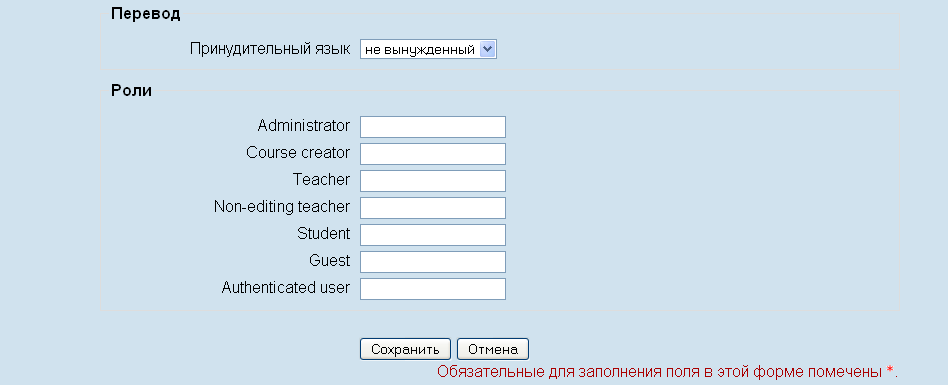 Перевод
Принудительный язык не вынужденный
Роли
Administrator
Course creator
Teacher
Non-editing teacher
Student
Guest
Authenticated user
Сохранить Отмена
Обязательные для заполнения поля в этой форме помечены *.